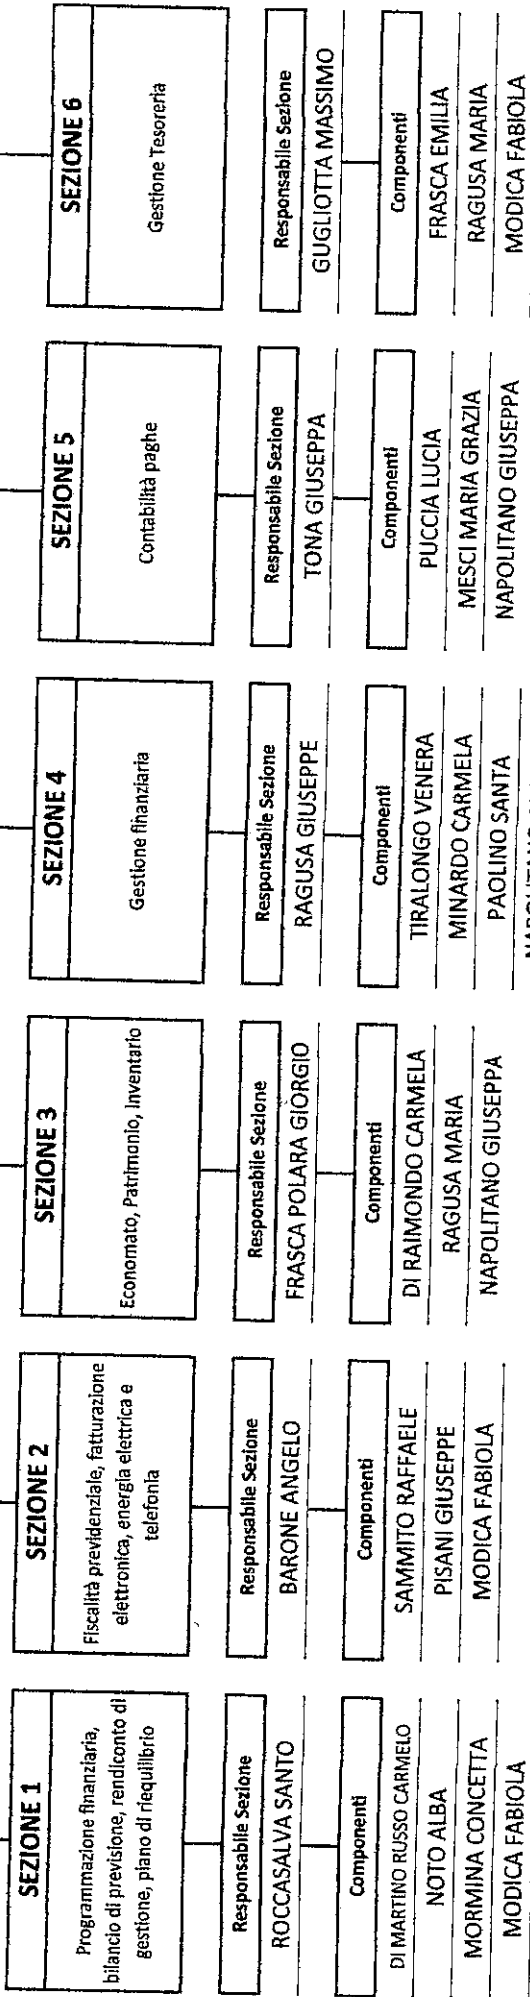 SEZIONE 1
Programmazione finanziaria,
bilancio di previsione, rendiconto di
gestione, piano di riequilibrio
Responsabile Sezione
ROCCASALVA SANTO
Componenti
DI MARTINO RUSSO CARMELO
NOTO ALBA
MORMINA CONCETTA
MODICA FABIOLA
SEZIONE 2
Fiscalità previdenziale, fatturazione
elettronica, energia elettrica e
telefonia
Responsabile Sezione
BARONE ANGELO
Componenti
SAMMITO RAFFAELE
PISANI GIUSEPPE
MODICA FABIOLA
SEZIONE 3
Economato, Patrimonio, Inventario
Responsabile Sezione
FRASCA POLARA GIORGIO
Componenti
DI RAIMONDO CARMELA
RAGUSA MARIA
NAPOLITANO GIUSEPPA
SEZIONE 4
Gestione finanziaria
Responsabile Sezione
RAGUSA GIUSEPPE
Componenti
TIRALONGO VENERA
MINARDO CARMELA
PAOLINO SANTA
SEZIONE 5
Contabilità paghe
Responsabile Sezione
TONA GIUSEPPA
Componenti
PUCCIA LUCIA
MESCI MARIA GRAZIA
NAPOLITANO GIUSEPPA
SEZIONE 6
Gestione Tesoreria
Responsabile Sezione
GUGLIOTTA MASSIMO
Componenti
FRASCA EMILIA
RAGUSA MARIA
MODICA FABIOLA